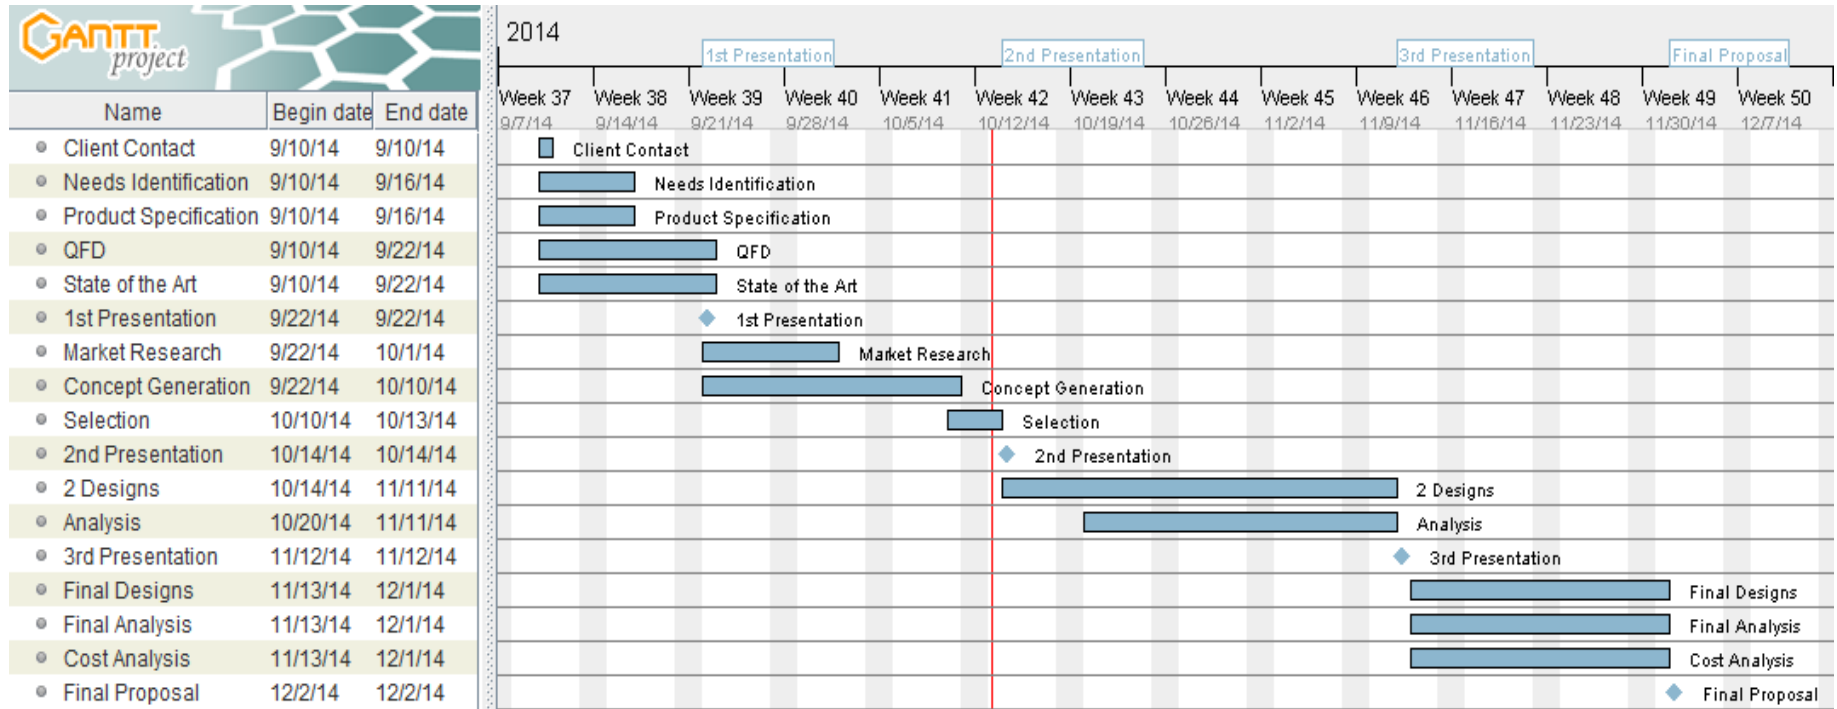 GANTT
project
2014
1st Presentation 2nd Presentation 3rd Presentation Final Proposal
Week 37 Week 38 Week 39 Week 40 Week 41 Week 42 Week 43 Week 44 Week 45 Week 46 Week 47 Week 48 Week 49 Week 50
9/7/14 9/14/14 9/21/14 9/28/14 10/5/14 10/12/14 10/19/14 10/26/14 11/2/14 11/9/14 11/16/14 11/23/14 11/30/14 12/7/14
Name Begin date End date
Client Contact 9/10/14 9/10/14 Client Contact
Needs Identification 9/10/14 9/16/14 Needs Identification
Product Specification 9/10/14 9/16/14 Product Specification
QFD 9/10/14 9/22/14 QFD
State of the Art 9/10/14 9/22/14 State of the Art
1st Presentation 9/22/14 9/22/14 1st Presentation
Market Research 9/22/14 10/1/14 Market Research
Concept Generation 9/22/14 10/10/14 Concept Generation
Selection 10/10/14 10/13/14 Selection
2nd Presentation 10/14/14 10/14/14 2nd Presentation
2 Designs 10/14/14 11/11/14 2 Designs
Analysis 10/20/14 11/11/14 Analysis
3rd Presentation 11/12/14 11/12/14 3rd Presentation
Final Designs 11/13/14 12/1/14 Final Designs
Final Analysis 11/13/14 12/1/14 Final Analysis
Cost Analysis 11/13/14 12/1/14 Cost Analysis
Final Proposal 12/2/14 12/2/14 Final Proposal